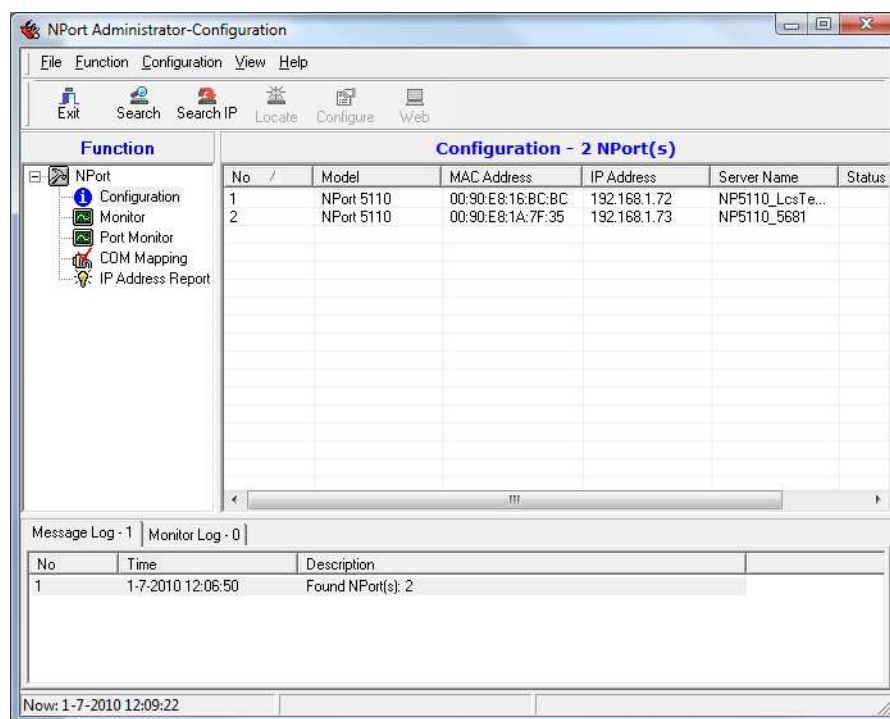 NPort Administrator-Configuration
File Function Configuration View Help
Exit Search Search IP Locate Configure Web
Function
Configuration - 2 NPort(s)
NPort
Configuration
Monitor
Port Monitor
COM Mapping
IP Address Report
No Model MAC Address IP Address Server Name Status
1 NPort 5110 00:90:E8:16:BC:BC 192.168.1.72 NP5110_LcsTe...
2 NPort 5110 00:90:E8:1A:7F:35 192.168.1.73 NP5110_5681
Message Log - 1 Monitor Log - 0
No Time Description
1 1-7-2010 12:06:50 Found NPort(s): 2
Now: 1-7-2010 12:09:22